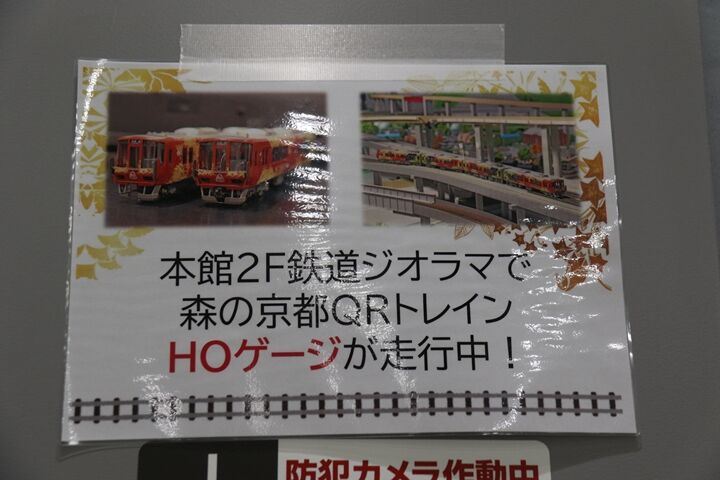 本館2F鉄道ジオラマで
森の京都QRトレイン
HOゲージが走行中！
防犯カメラ作動中